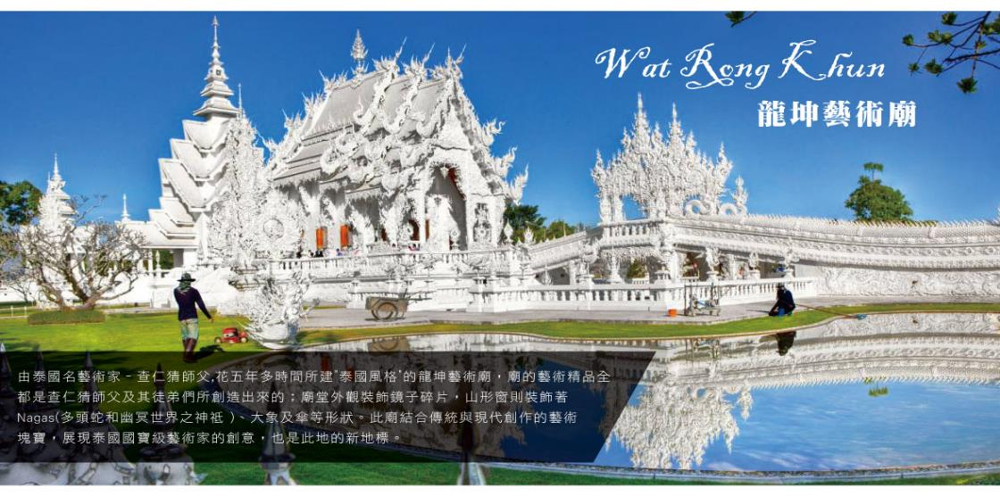 Wat Rong Khun
龍坤藝術廟
由泰國名藝術家 - 查仁猜師父,花五年多時間所建"泰國風格"的龍坤藝術廟，廟的藝術精品全
都是查仁猜師父及其徒弟們所創造出來的；廟堂外觀裝飾鏡子碎片，山形窗則裝飾著
Nagas(多頭蛇和幽冥世界之神祗 )、大象及傘等形狀。此廟結合傳統與現代創作的藝術
塊寶，展現泰國國寶級藝術家的創意，也是此地的新地標。